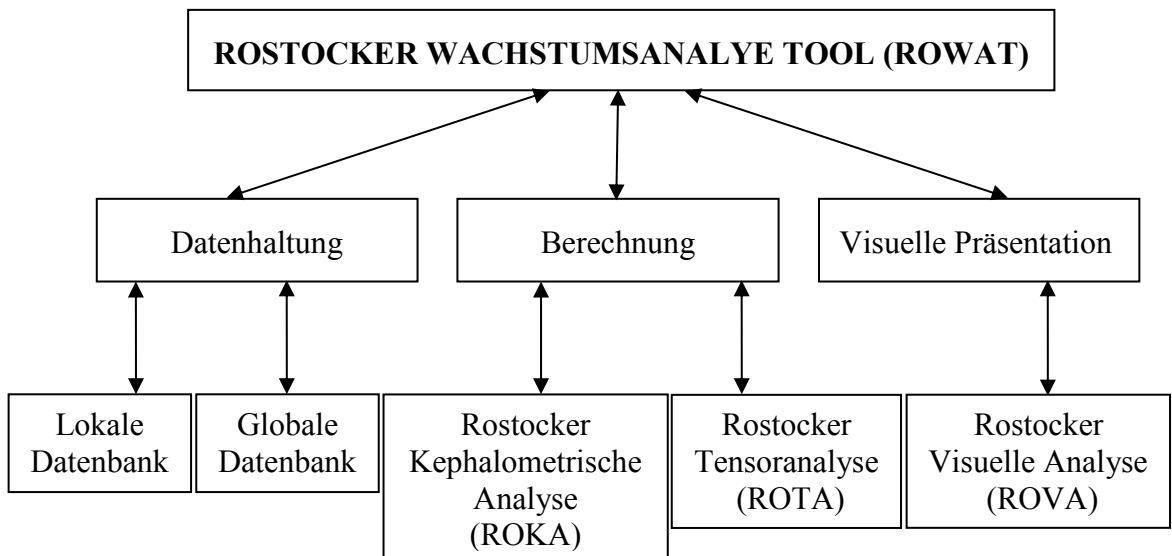 ROSTOCKER WACHSTUMSANALYE TOOL (ROWAT)
Datenhaltung
Berechnung
Visuelle Präsentation
Lokale
Datenbank
Globale
Datenbank
Rostocker
Kephalometrische
Analyse
(ROKA)
Rostocker
Tensoranalyse
(ROTA)
Rostocker
Visuelle Analyse
(ROVA)